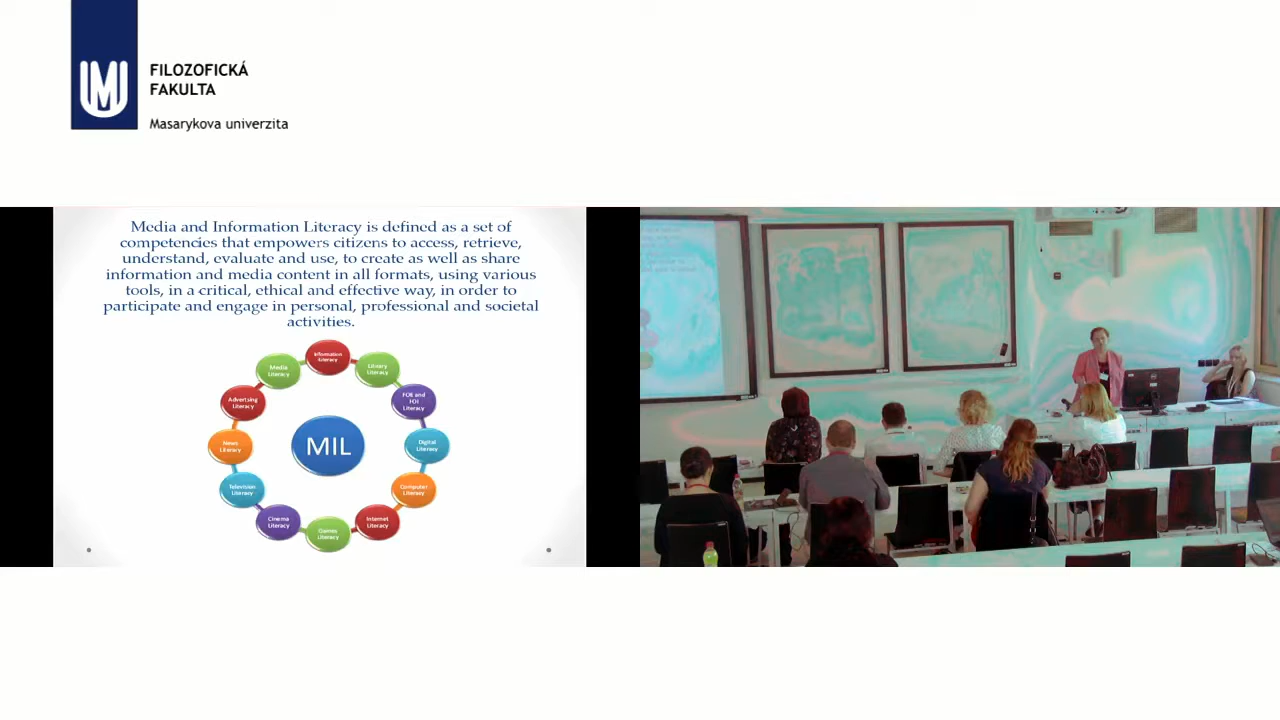 FILOZOFICKÁ
FAKULTA
Masarykova univerzita
Media and Information Literacy is defined as a set of
competencies that empowers citizens to access, retrieve,
understand, evaluate and use, to create as well as share
information and media content in all formats, using various
tools, in a critical, ethical and effective way, in order to
participate and engage in personal, professional and societal
activities.
Information
Literacy
Library
Literacy
FOE and
FOI
Literacy
Digital
Literacy
Computer
Literacy
Internet
Literacy
Games
Literacy
Cinema
Literacy
Television
Literacy
News
Literacy
Advertising
Literacy
Media
Literacy
MIL